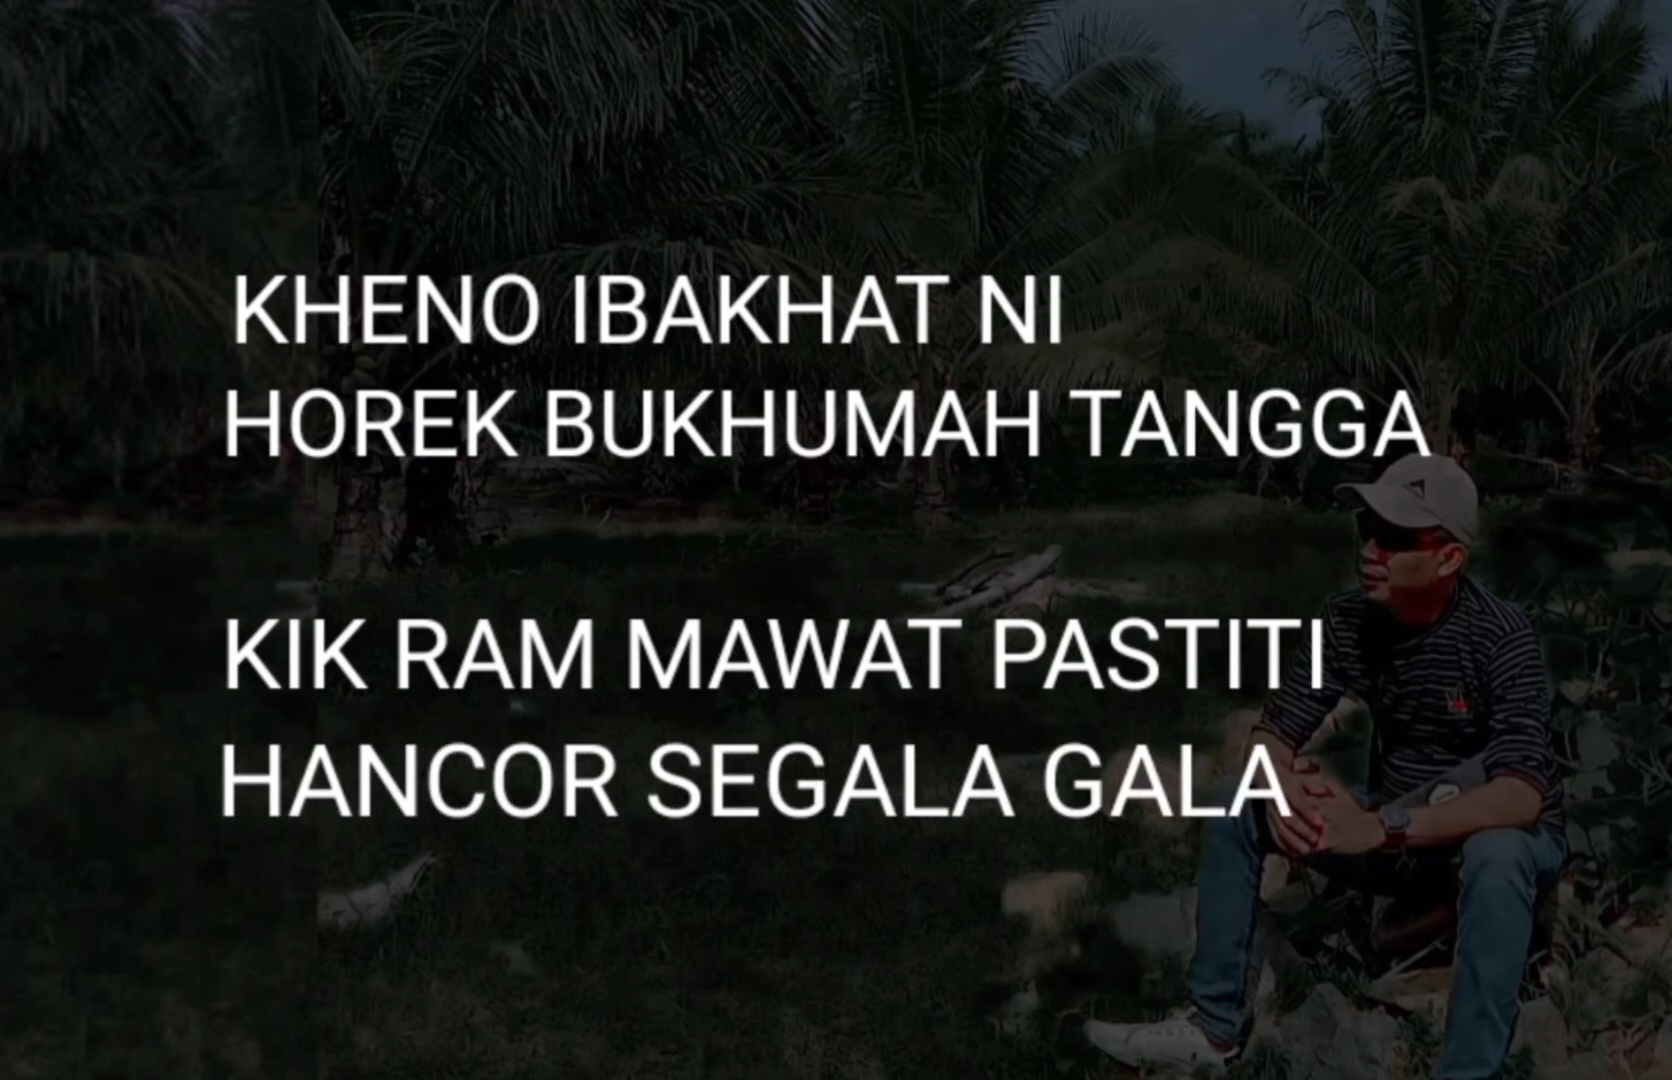 KHENO IBAKHAT NI
HOREK BUKHUMAH TANGGA
KIK RAM MAWAT PASTITI
HANCOR SEGALA GALA